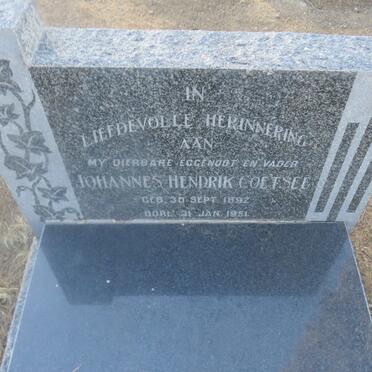 IN
LIEFDEVOLLE HERINNERING
AAN
MY DIERBARE EGGENOOT EN VADER
JOHANNES HENDRIK COETSEE
GEB. 30 SEPT. 1892
OORL. 31 JAN. 1951.